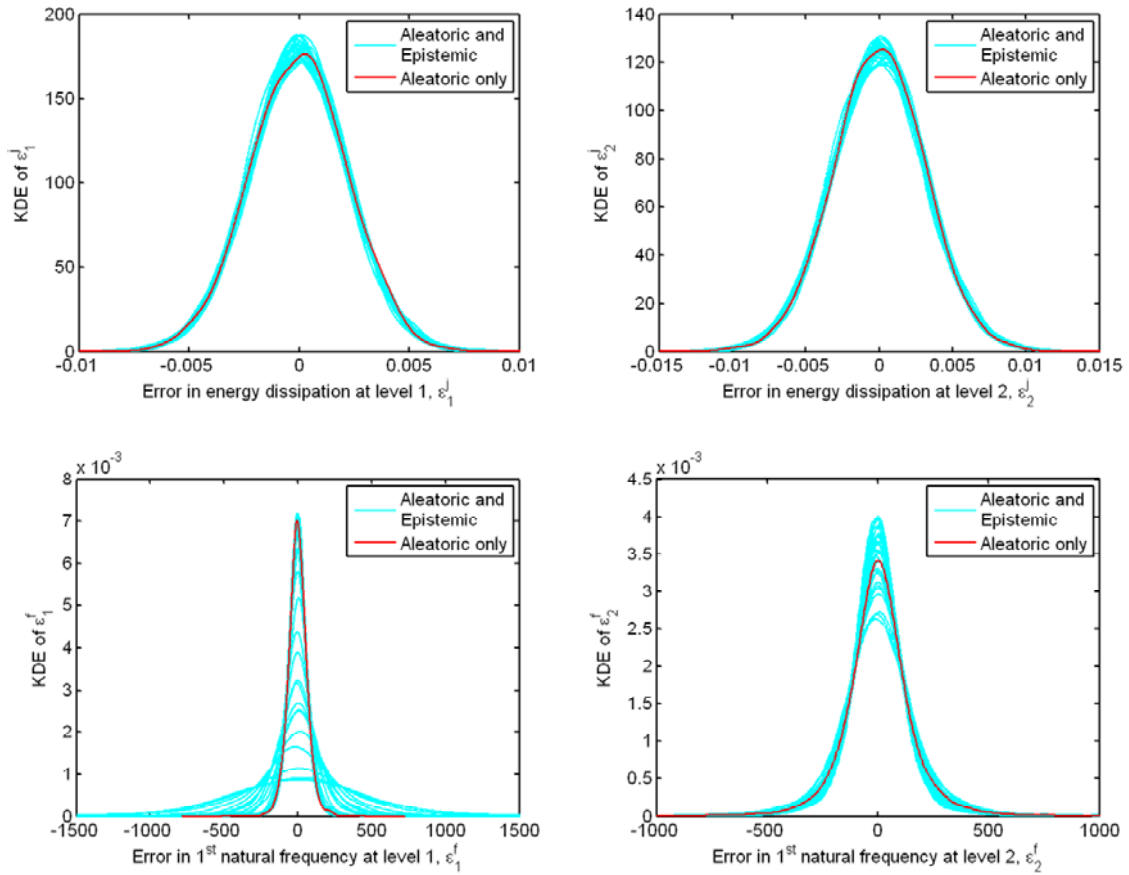 200
150
100
50
0
-0.01
-0.005
0
0.005
0.01
KDE of ε₁ʲ
Error in energy dissipation at level 1, ε₁ʲ
Aleatoric and
Epistemic
Aleatoric only
140
120
100
80
60
40
20
0
-0.015
-0.01
-0.005
0
0.005
0.01
0.015
KDE of ε₂ʲ
Error in energy dissipation at level 2, ε₂ʲ
Aleatoric and
Epistemic
Aleatoric only
x 10⁻³
8
7
6
5
4
3
2
1
0
-1500
-1000
-500
0
500
1000
1500
KDE of ε₁ᶠ
Error in 1ˢᵗ natural frequency at level 1, ε₁ᶠ
Aleatoric and
Epistemic
Aleatoric only
x 10⁻³
4.5
4
3.5
3
2.5
2
1.5
1
0.5
0
-1000
-500
0
500
1000
KDE of ε₂ᶠ
Error in 1ˢᵗ natural frequency at level 2, ε₂ᶠ
Aleatoric and
Epistemic
Aleatoric only